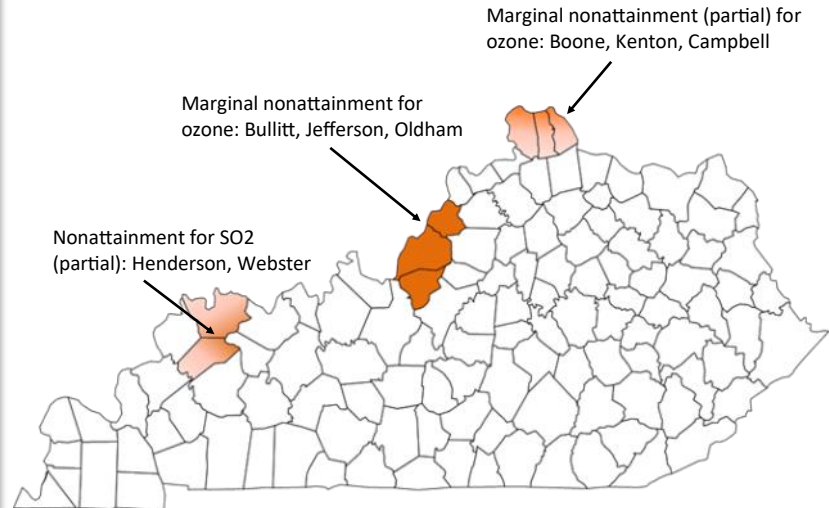 Marginal nonattainment (partial) for
ozone: Boone, Kenton, Campbell
Marginal nonattainment for
ozone: Bullitt, Jefferson, Oldham
Nonattainment for SO2
(partial): Henderson, Webster